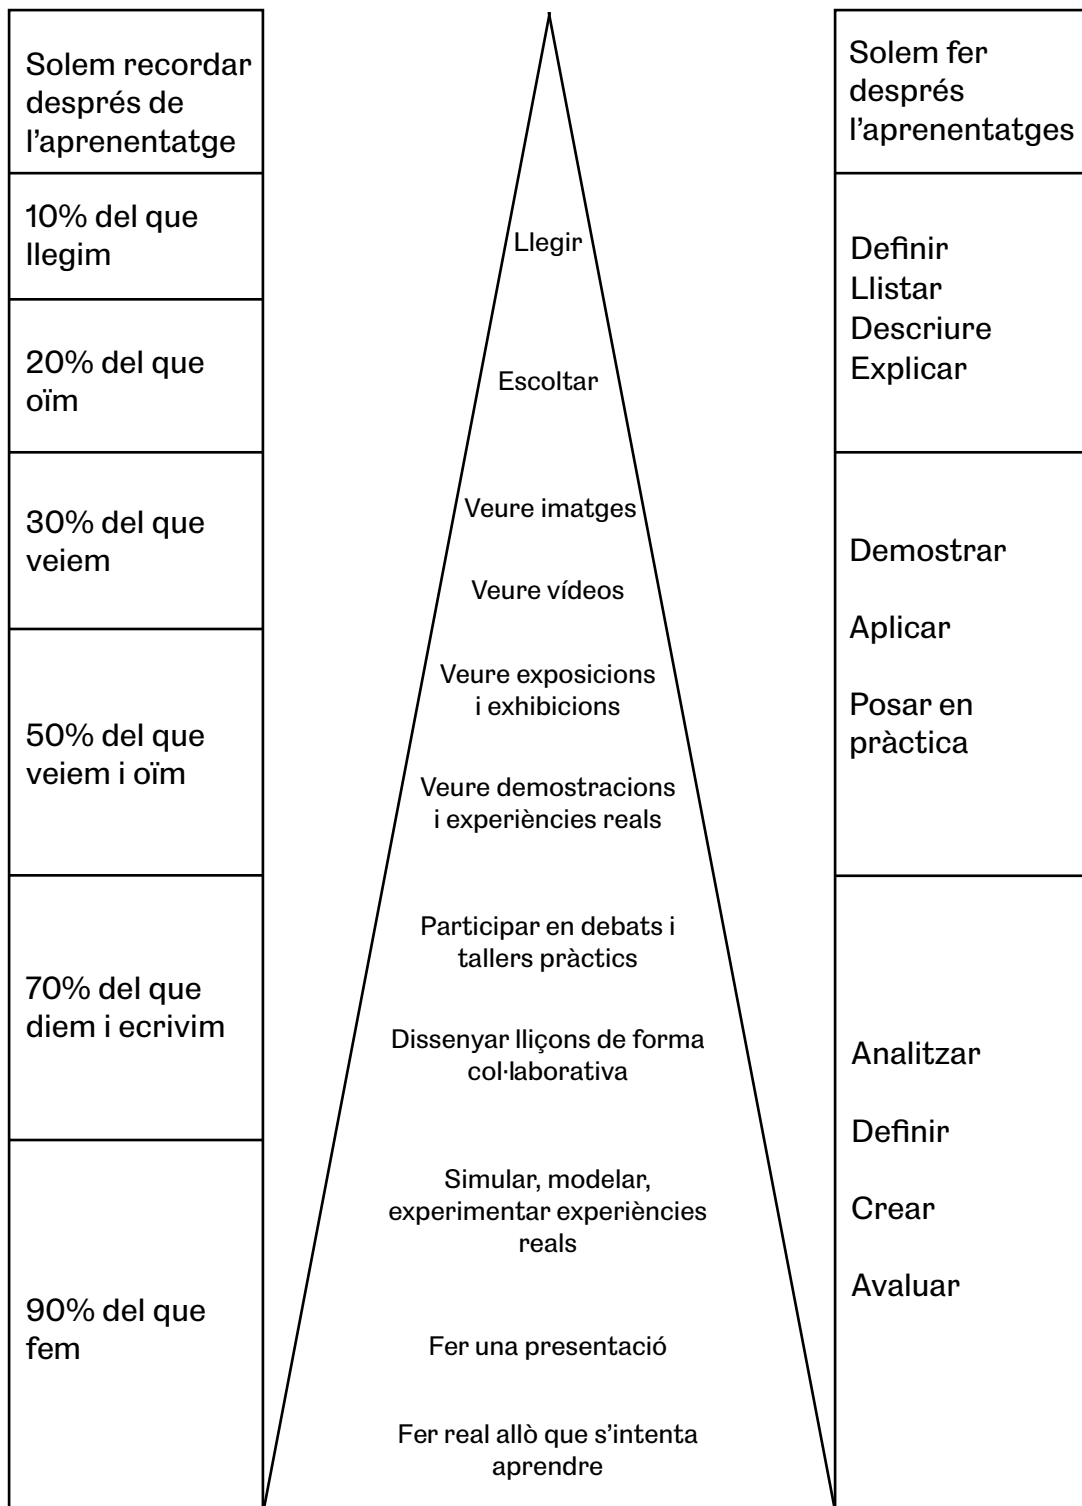 Solem recordar
després de
l’aprenentatge
10% del que
llegim
20% del que
oïm
30% del que
veiem
50% del que
veiem i oïm
70% del que
diem i ecrivim
90% del que
fem
Llegir
Escoltar
Veure imatges
Veure vídeos
Veure exposicions
i exhibicions
Veure demostracions
i experiències reals
Participar en debats i
tallers pràctics
Dissenyar lliçons de forma
col·laborativa
Simular, modelar,
experimentar experiències
reals
Fer una presentació
Fer real allò que s’intenta
aprendre
Solem fer
després
l’aprenentatges
Definir
Llistar
Descriure
Explicar
Demostrar
Aplicar
Posar en
pràctica
Analitzar
Definir
Crear
Avaluar